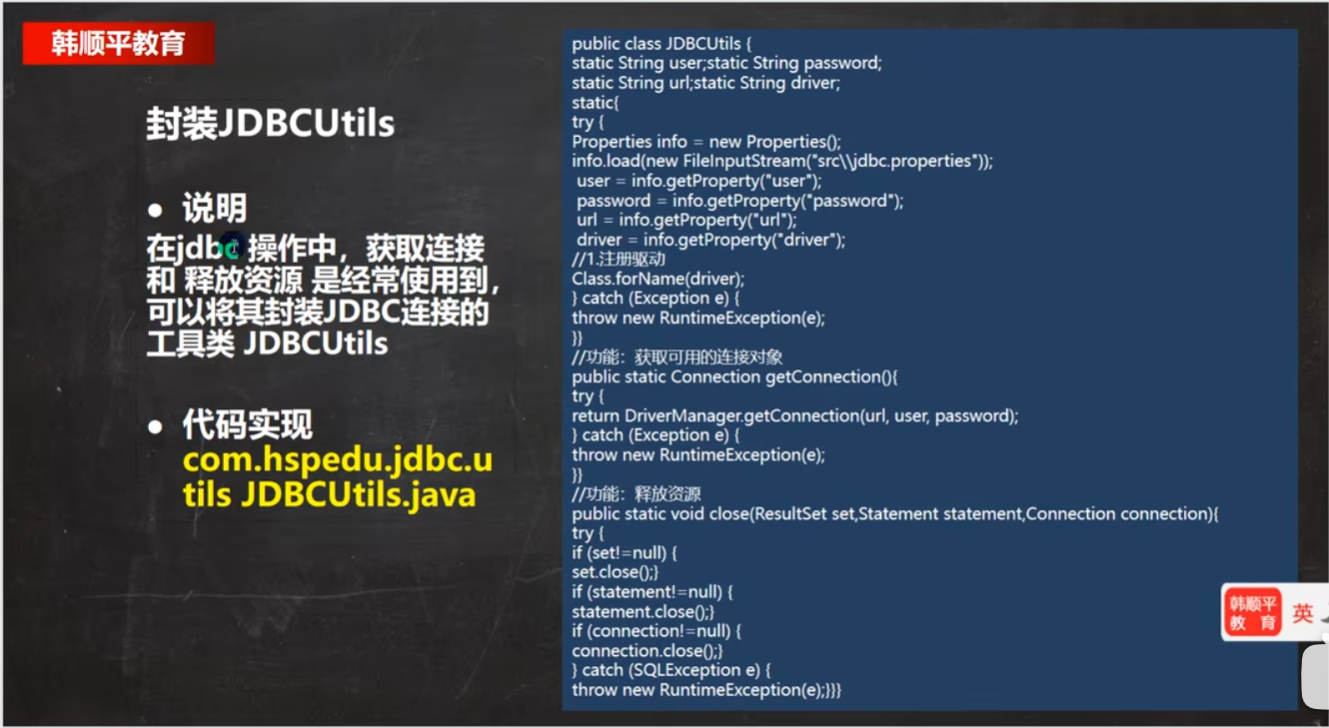 韩顺平教育
封装JDBCUtils
● 说明
在jdbc 操作中，获取连接
和 释放资源 是经常使用到，
可以将其封装JDBC连接的
工具类 JDBCUtils
● 代码实现
com.hspedu.jdbc.u
tils JDBCUtils.java
public class JDBCUtils {
static String user;static String password;
static String url;static String driver;
static{
try {
Properties info = new Properties();
info.load(new FileInputStream("src\\jdbc.properties"));
user = info.getProperty("user");
password = info.getProperty("password");
url = info.getProperty("url");
driver = info.getProperty("driver");
//1.注册驱动
Class.forName(driver);
} catch (Exception e) {
throw new RuntimeException(e);
}}
//功能：获取可用的连接对象
public static Connection getConnection(){
try {
return DriverManager.getConnection(url, user, password);
} catch (Exception e) {
throw new RuntimeException(e);
}}
//功能：释放资源
public static void close(ResultSet set,Statement statement,Connection connection){
try {
if (set!=null) {
set.close();}
if (statement!=null) {
statement.close();}
if (connection!=null) {
connection.close();}
} catch (SQLException e) {
throw new RuntimeException(e);}}}
韩顺平
教 育
英